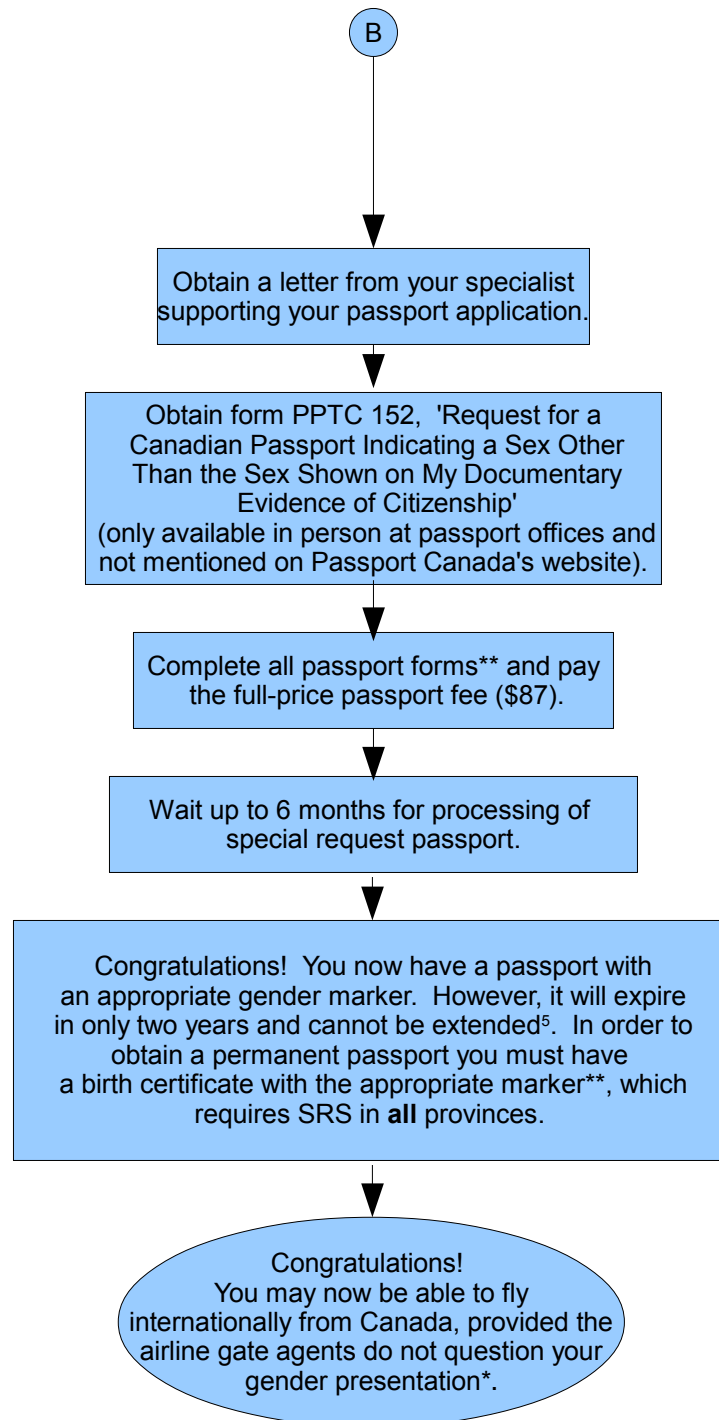 B
Obtain a letter from your specialist
supporting your passport application.
Obtain form PPTC 152, 'Request for a
Canadian Passport Indicating a Sex Other
Than the Sex Shown on My Documentary
Evidence of Citizenship'
(only available in person at passport offices and
not mentioned on Passport Canada's website).
Complete all passport forms** and pay
the full-price passport fee ($87).
Wait up to 6 months for processing of
special request passport.
Congratulations! You now have a passport with
an appropriate gender marker. However, it will expire
in only two years and cannot be extended⁵. In order to
obtain a permanent passport you must have
a birth certificate with the appropriate marker**, which
requires SRS in all provinces.
Congratulations!
You may now be able to fly
internationally from Canada, provided the
airline gate agents do not question your
gender presentation*.